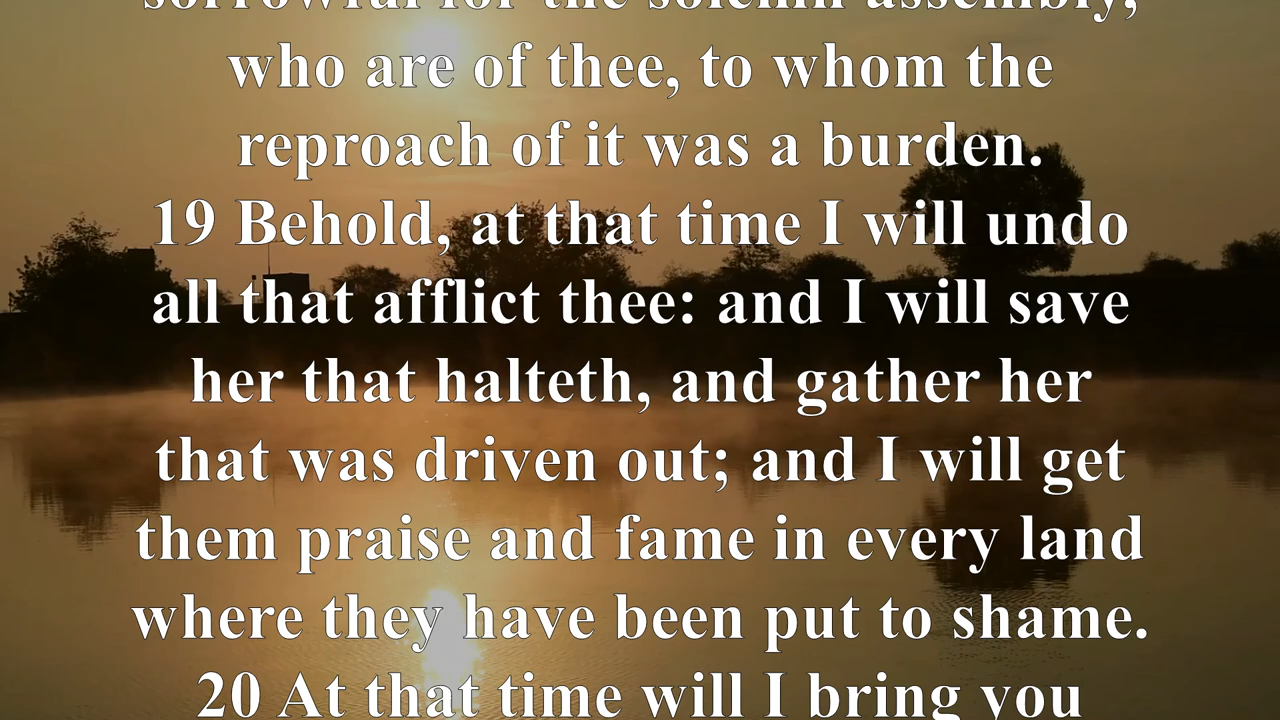 sorrowful for the solemn assembly,
who are of thee, to whom the
reproach of it was a burden.
19 Behold, at that time I will undo
all that afflict thee: and I will save
her that halteth, and gather her
that was driven out; and I will get
them praise and fame in every land
where they have been put to shame.
20 At that time will I bring you